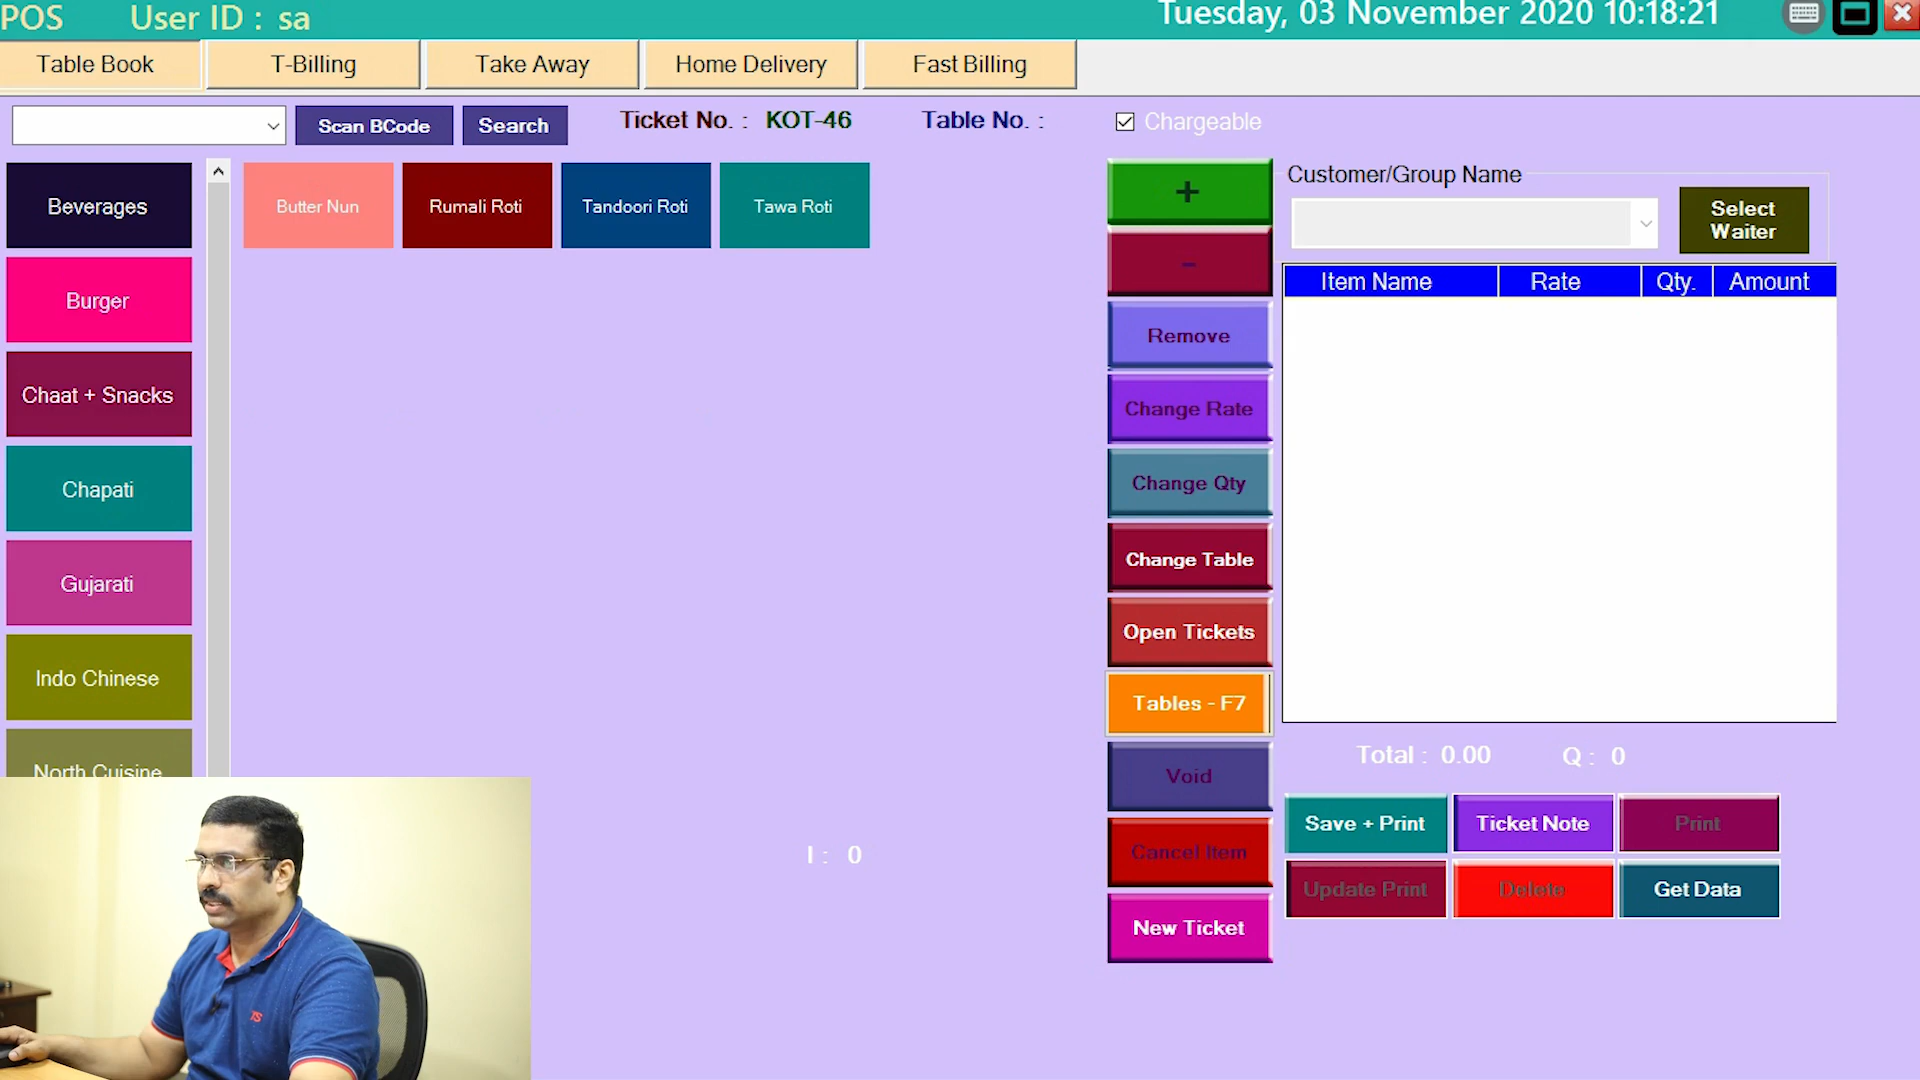 POS User ID : sa Tuesday, 03 November 2020 10:18:21
Table Book T-Billing Take Away Home Delivery Fast Billing
Scan BCode Search Ticket No. : KOT-46 Table No. : Chargeable
Customer/Group Name
Select
Waiter
Beverages
Burger
Chaat + Snacks
Chapati
Gujarati
Indo Chinese
North Cuisine
Butter Nun Rumali Roti Tandoori Roti Tawa Roti
I : 0
+
-
Remove
Change Rate
Change Qty
Change Table
Open Tickets
Tables - F7
Void
Cancel Item
New Ticket
Item Name Rate Qty. Amount
Total : 0.00 Q : 0
Save + Print Ticket Note Print
Update Print Delete Get Data
TS